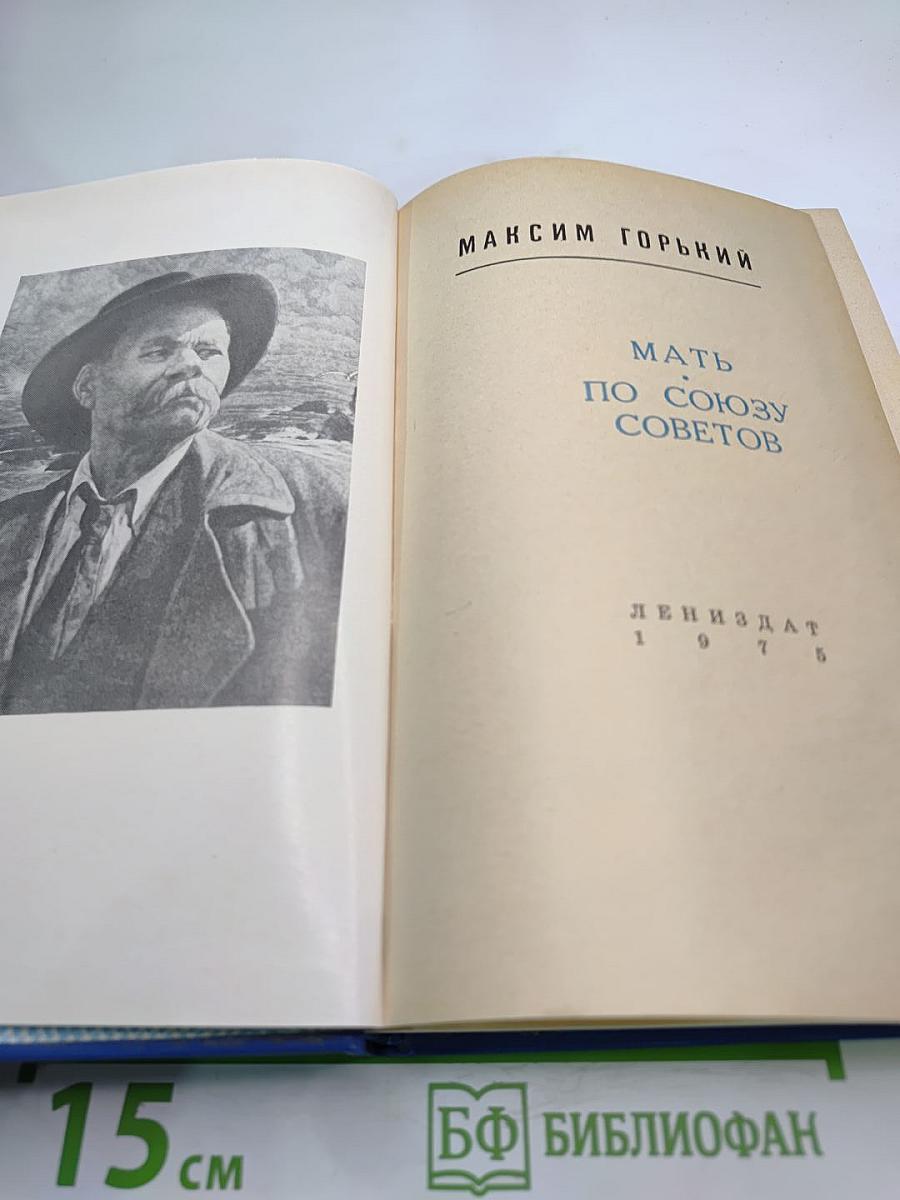 МАКСИМ ГОРЬКИЙ
МАТЬ
•
ПО СОЮЗУ
СОВЕТОВ
ЛЕНИЗДАТ
1975
15 см
БФ БИБЛИОФАН